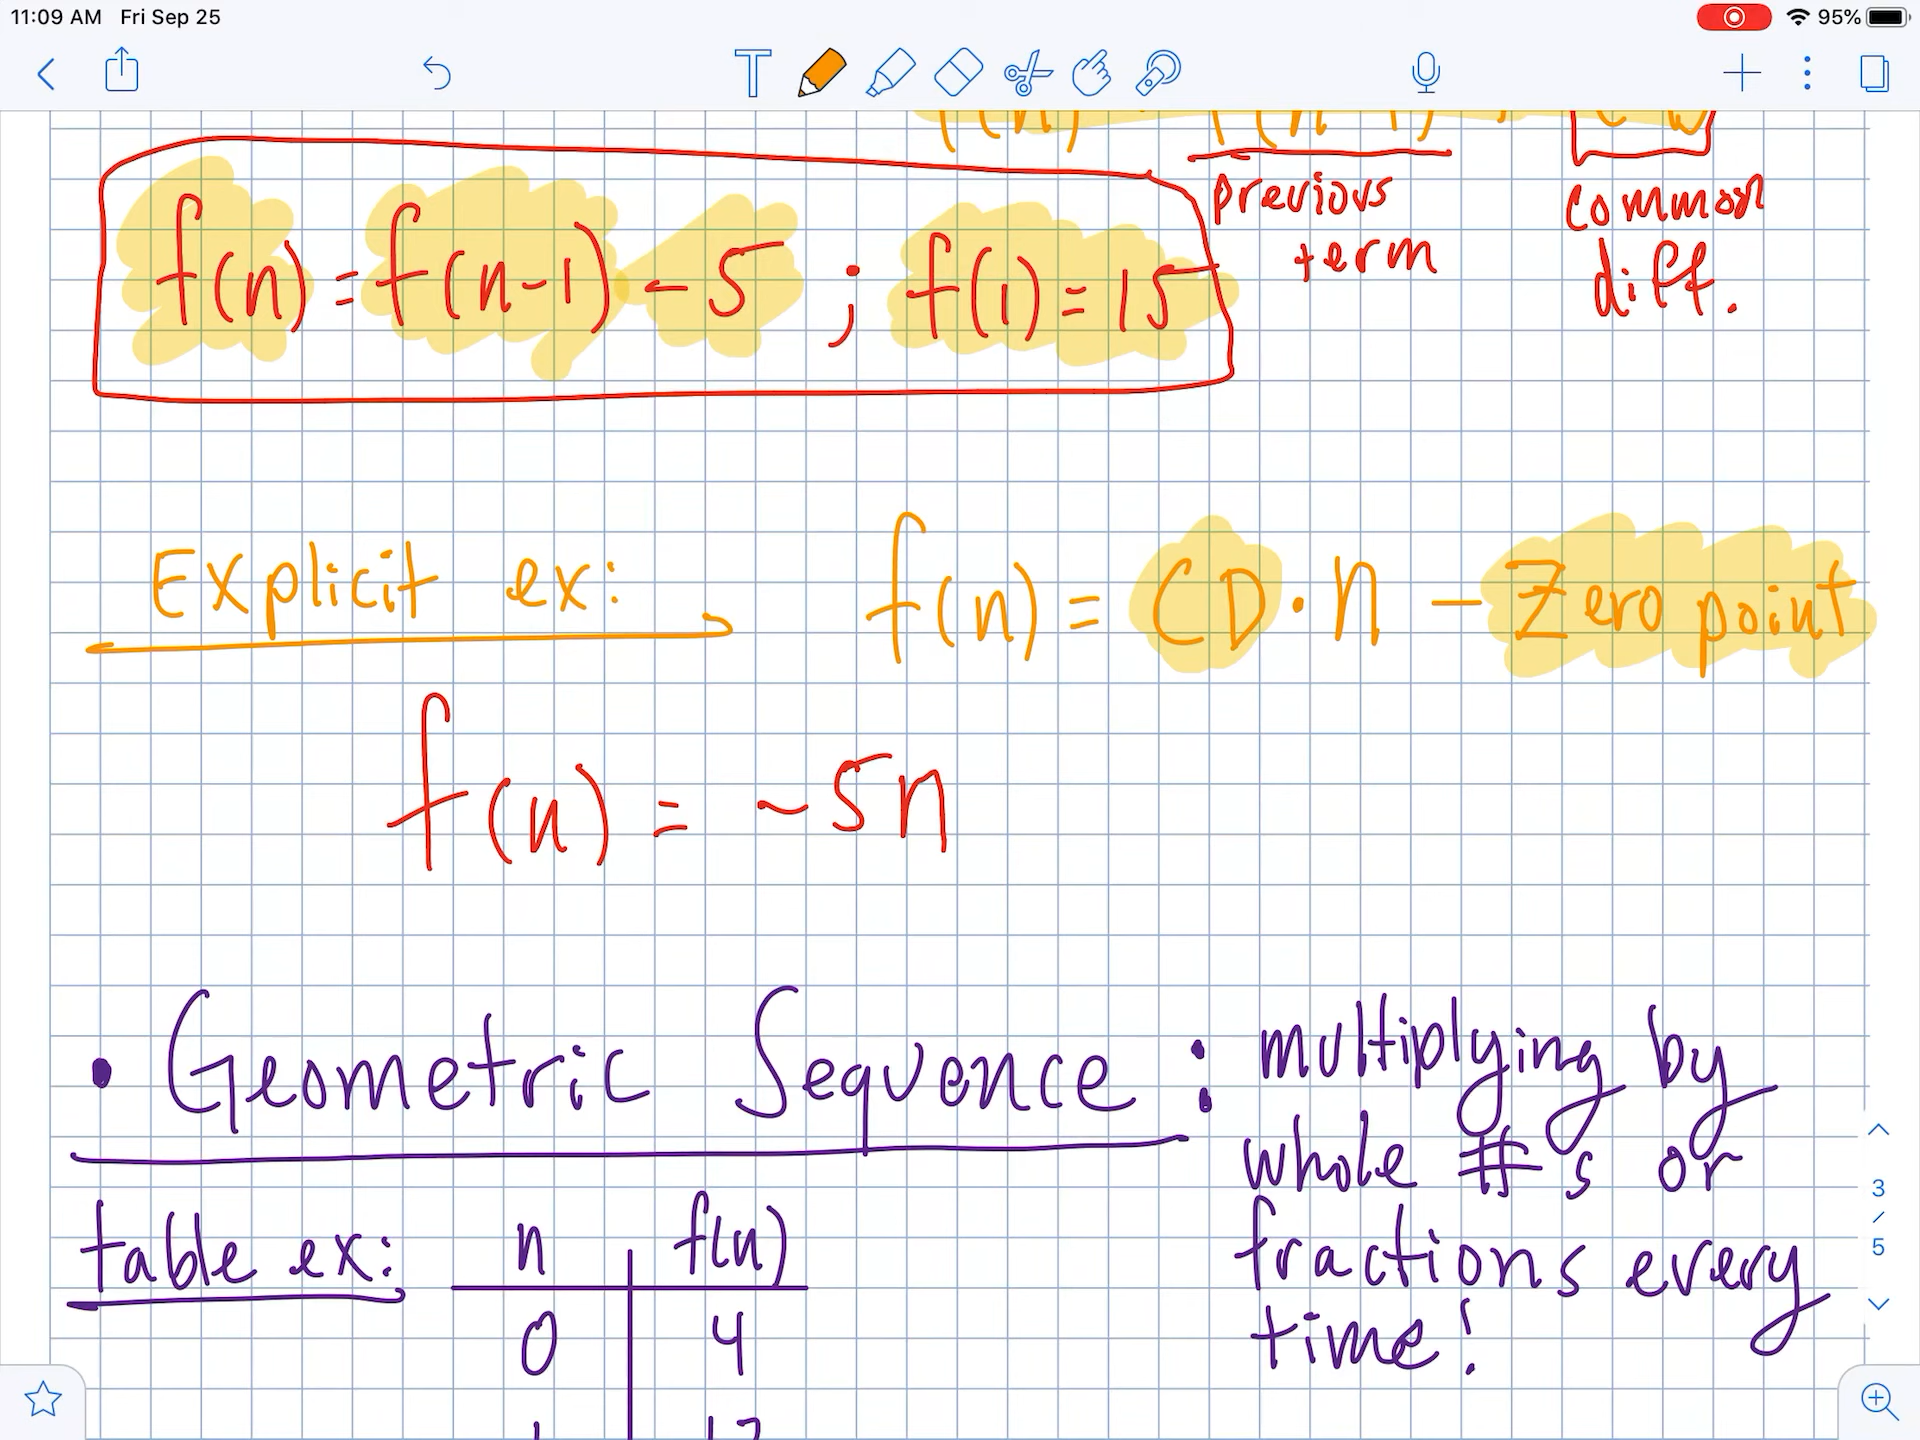 11:09 AM Fri Sep 25
95%
T
previous
term
common
diff.
f(n) = f(n-1) - 5 ; f(1) = 15
Explicit ex: f(n) = CD · n - Zero point
f(n) = -5n
• Geometric Sequence : multiplying by
whole #s or
fractions every
time!
table ex: n f(n)
0 4
3
/
5